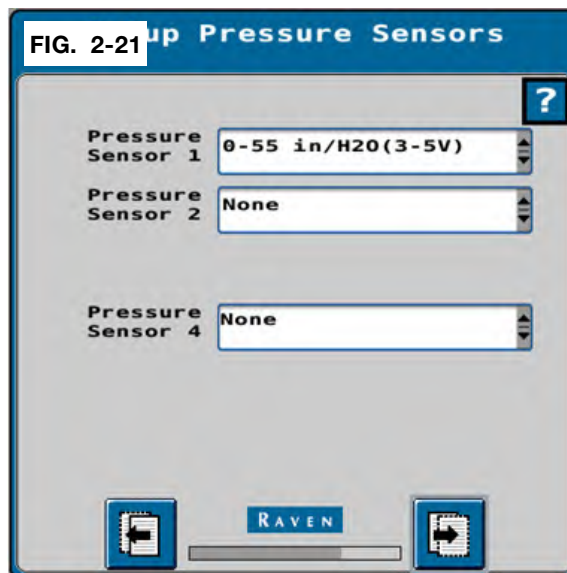 FIG. 2-21
up Pressure Sensors
?
Pressure
Sensor 1
0-55 in/H2O(3-5V)
Pressure
Sensor 2
None
Pressure
Sensor 4
None
RAVEN